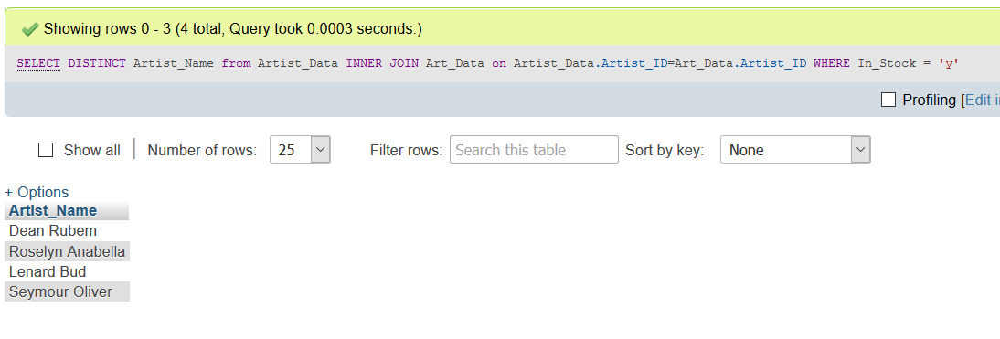 Showing rows 0 - 3 (4 total, Query took 0.0003 seconds.)
SELECT DISTINCT Artist_Name from Artist_Data INNER JOIN Art_Data on Artist_Data.Artist_ID=Art_Data.Artist_ID WHERE In_Stock = 'y'
Profiling [Edit i
Show all | Number of rows: 25 Filter rows: Search this table Sort by key: None
+ Options
Artist_Name
Dean Rubem
Roselyn Anabella
Lenard Bud
Seymour Oliver